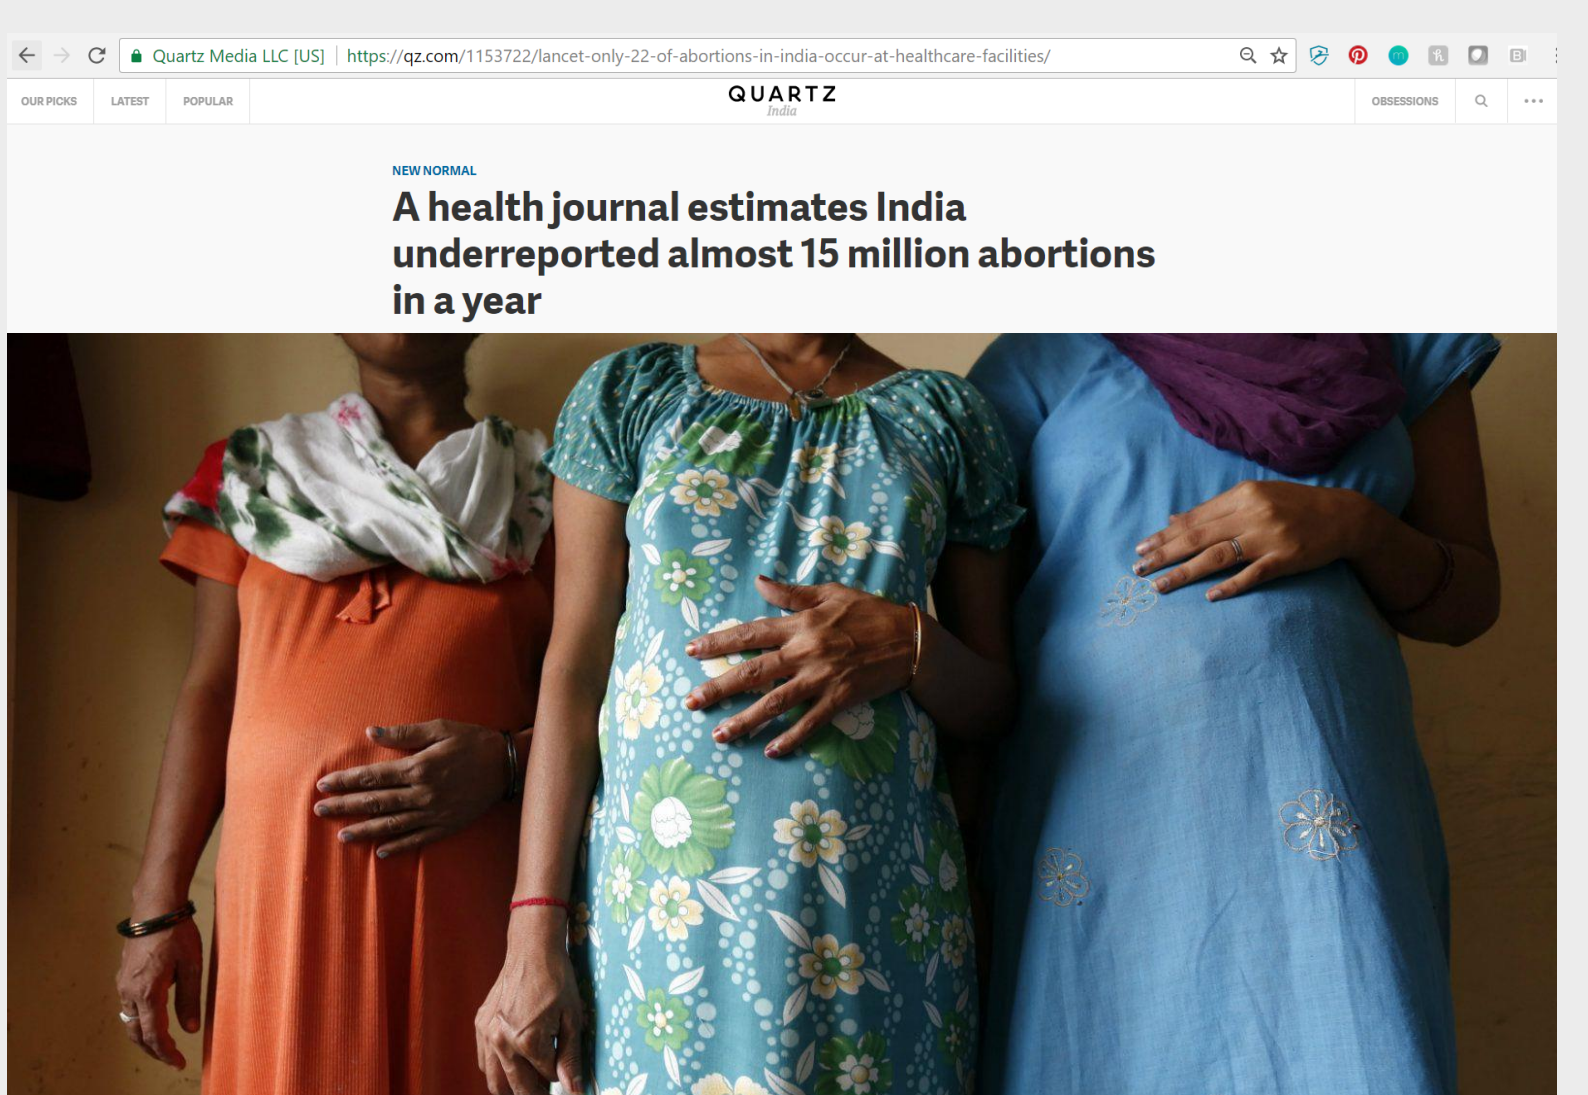 Quartz Media LLC [US] https://qz.com/1153722/lancet-only-22-of-abortions-in-india-occur-at-healthcare-facilities/
OUR PICKS LATEST POPULAR QUARTZ OBSESSIONS
India
NEW NORMAL
A health journal estimates India
underreported almost 15 million abortions
in a year